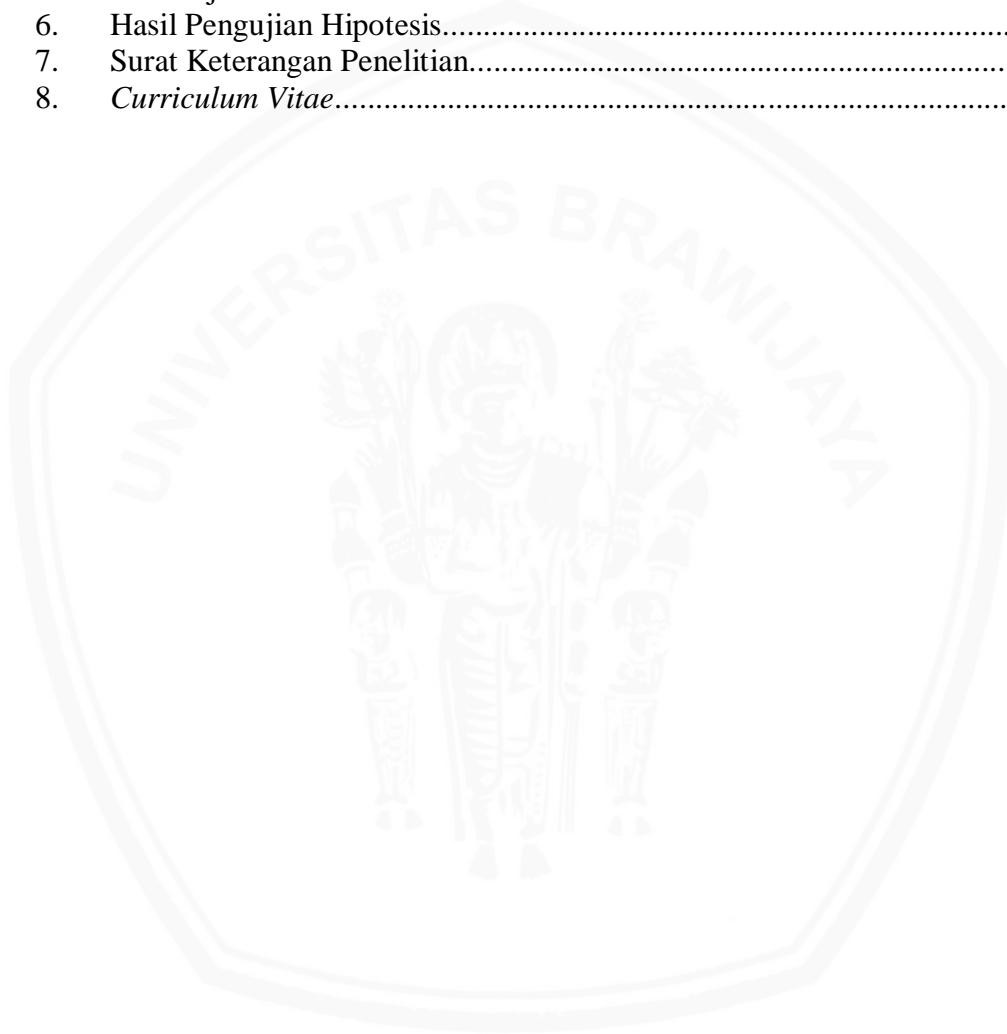 6. Hasil Pengujian Hipotesis.....................................................................
7. Surat Keterangan Penelitian..................................................................
8. Curriculum Vitae...................................................................................
UNIVERSITAS BRAWIJAYA